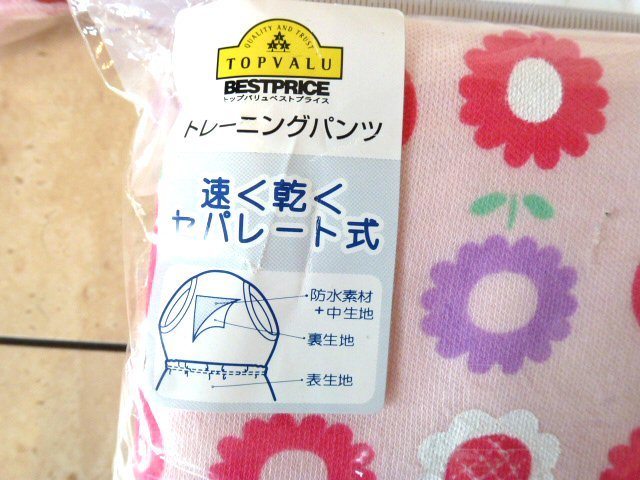 QUALITY AND TRUST
TOPVALU
BESTPRICE
トップバリュベストプライス
トレーニングパンツ
速く乾く
セパレート式
防水素材
+中生地
裏生地
表生地